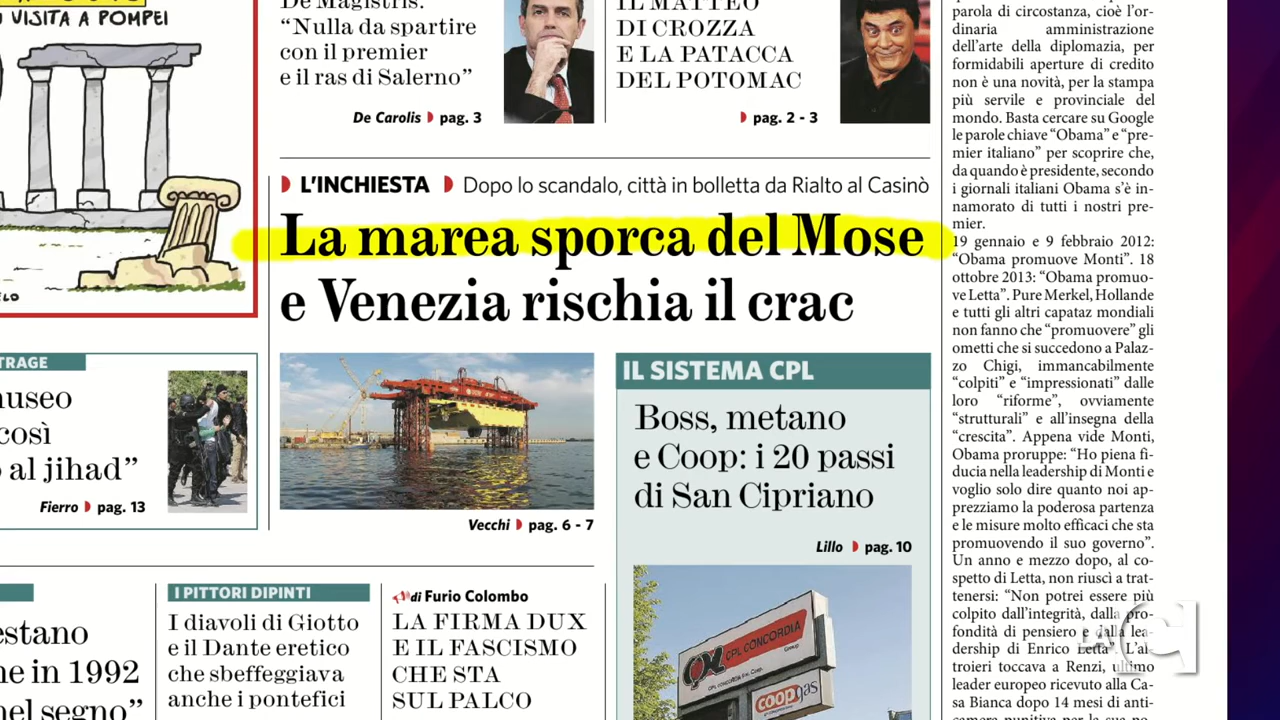 VISITA A POMPEI
De Magistris:
“Nulla da spartire
con il premier
e il ras di Salerno”
De Carolis pag. 3
IL MATTEO
DI CROZZA
E LA PATACCA
DEL POTOMAC
pag. 2 - 3
L’INCHIESTA Dopo lo scandalo, città in bolletta da Rialto al Casinò
La marea sporca del Mose
e Venezia rischia il crac
Vecchi pag. 6 - 7
TRAGE
museo
così
al jihad”
Fierro pag. 13
IL SISTEMA CPL
Boss, metano
e Coop: i 20 passi
di San Cipriano
Lillo pag. 10
CPL CONCORDIA
Group
CPL CONCORDIA
coop gas
estano
ne in 1992
nel segno”
I PITTORI DIPINTI
I diavoli di Giotto
e il Dante eretico
che sbeffeggiava
anche i pontefici
di Furio Colombo
LA FIRMA DUX
E IL FASCISMO
CHE STA
SUL PALCO
parola di circostanza, cioè l’or-
dinaria amministrazione
dell’arte della diplomazia, per
formidabili aperture di credito
non è una novità, per la stampa
più servile e provinciale del
mondo. Basta cercare su Google
le parole chiave “Obama” e “pre-
mier italiano” per scoprire che,
da quando è presidente, secondo
i giornali italiani Obama s’è in-
namorato di tutti i nostri pre-
mier.
19 gennaio e 9 febbraio 2012:
“Obama promuove Monti”. 18
ottobre 2013: “Obama promuo-
ve Letta”. Pure Merkel, Hollande
e tutti gli altri capataz mondiali
non fanno che “promuovere” gli
ometti che si succedono a Palaz-
zo Chigi, immancabilmente
“colpiti” e “impressionati” dalle
loro “riforme”, ovviamente
“strutturali” e all’insegna della
“crescita”. Appena vide Monti,
Obama proruppe: “Ho piena fi-
ducia nella leadership di Monti e
voglio solo dire quanto noi ap-
prezziamo la poderosa partenza
e le misure molto efficaci che sta
promuovendo il suo governo”.
Un anno e mezzo dopo, al co-
spetto di Letta, non riuscì a trat-
tenersi: “Non potrei essere più
colpito dall’integrità, dalla pro-
fondità di pensiero e dalla lea-
dership di Enrico Letta”. L’al
troieri toccava a Renzi, ultimo
leader europeo ricevuto alla Ca-
sa Bianca dopo 14 mesi di anti-
camera punitiva per la sua po-